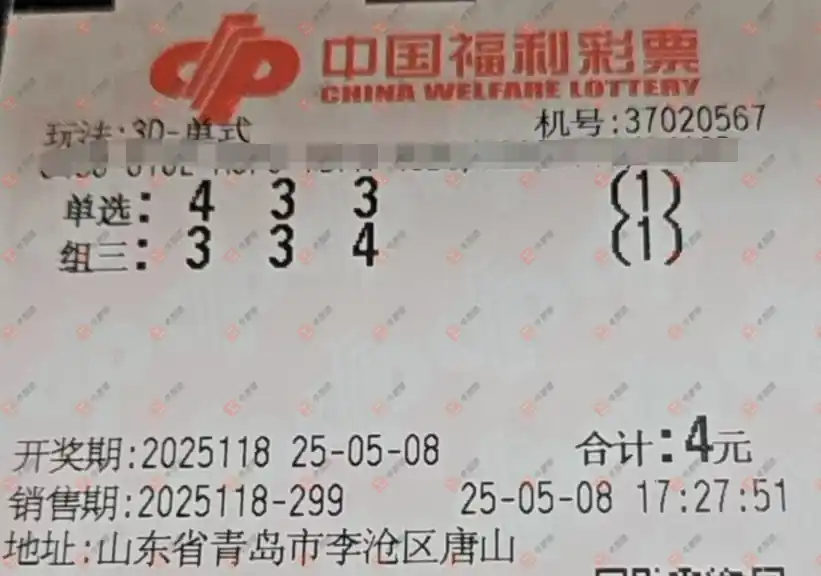 中国福利彩票
CHINA WELFARE LOTTERY
玩法:3D-单式 机号:37020567
单选: 4 3 3 (1)
组三: 3 3 4 (1)
开奖期:2025118 25-05-08 合计:4元
销售期:2025118-299 25-05-08 17:27:51
地址:山东省青岛市李沧区唐山